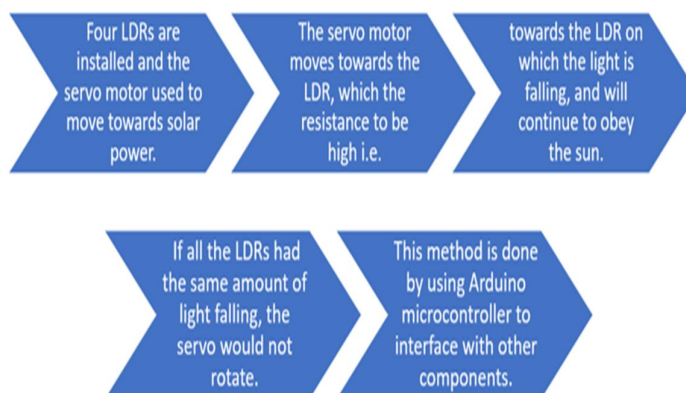 Four LDRs are
installed and the
servo motor used to
move towards solar
power.
The servo motor
moves towards the
LDR, which the
resistance to be
high i.e.
towards the LDR on
which the light is
falling, and will
continue to obey
the sun.
If all the LDRs had
the same amount of
light falling, the
servo would not
rotate.
This method is done
by using Arduino
microcontroller to
interface with other
components.